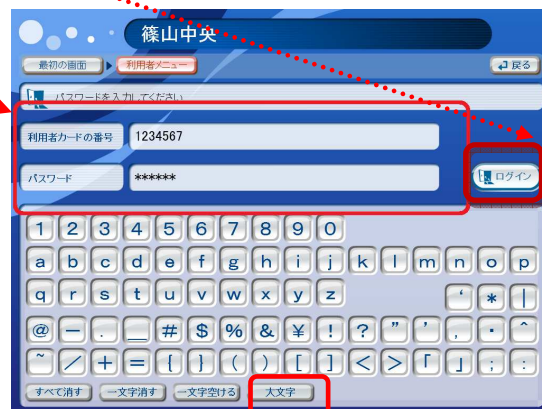 篠山中央
最初の画面 利用者メニュー 戻る
パスワードを入力してください
利用者カードの番号 1234567
パスワード ******
ログイン
1 2 3 4 5 6 7 8 9 0
a b c d e f g h i j k l m n o p
q r s t u v w x y z ‘ * |
@ － . _ # $ % & ¥ ! ? ” ’ , ・ ^
~ / + = { } ( ) [ ] < > 「 」 ; :
すべて消す 一文字消す 一文字空ける 大文字